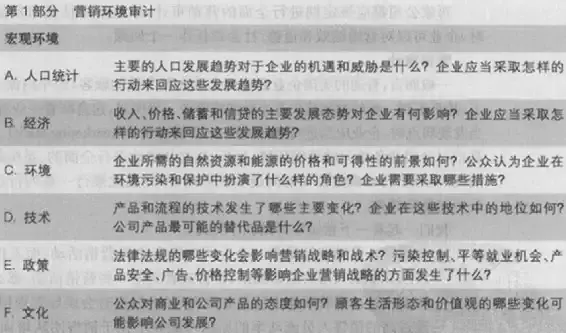 第1部分 营销环境审计
宏观环境
A. 人口统计 主要的人口发展趋势对于企业的机遇和威胁是什么？企业应当采取怎样的
行动来回应这些发展趋势？
B. 经济 收入、价格、储蓄和信贷的主要发展态势对企业有何影响？企业应当采取怎
样的行动来回应这些发展趋势？
C. 环境 企业所需的自然资源和能源的价格和可得性的前景如何？公众认为企业在
环境污染和保护中扮演了什么样的角色？企业需要采取哪些措施？
D. 技术 产品和流程的技术发生了哪些主要变化？企业在这些技术中的地位如何？
公司产品最可能的替代品是什么？
E. 政策 法律法规的哪些变化会影响营销战略和战术？污染控制、平等就业机会、产
品安全、广告、价格控制等影响企业营销战略的方面发生了什么？
F. 文化 公众对商业和公司产品的态度如何？顾客生活形态和价值观的哪些变化可
能影响公司发展？